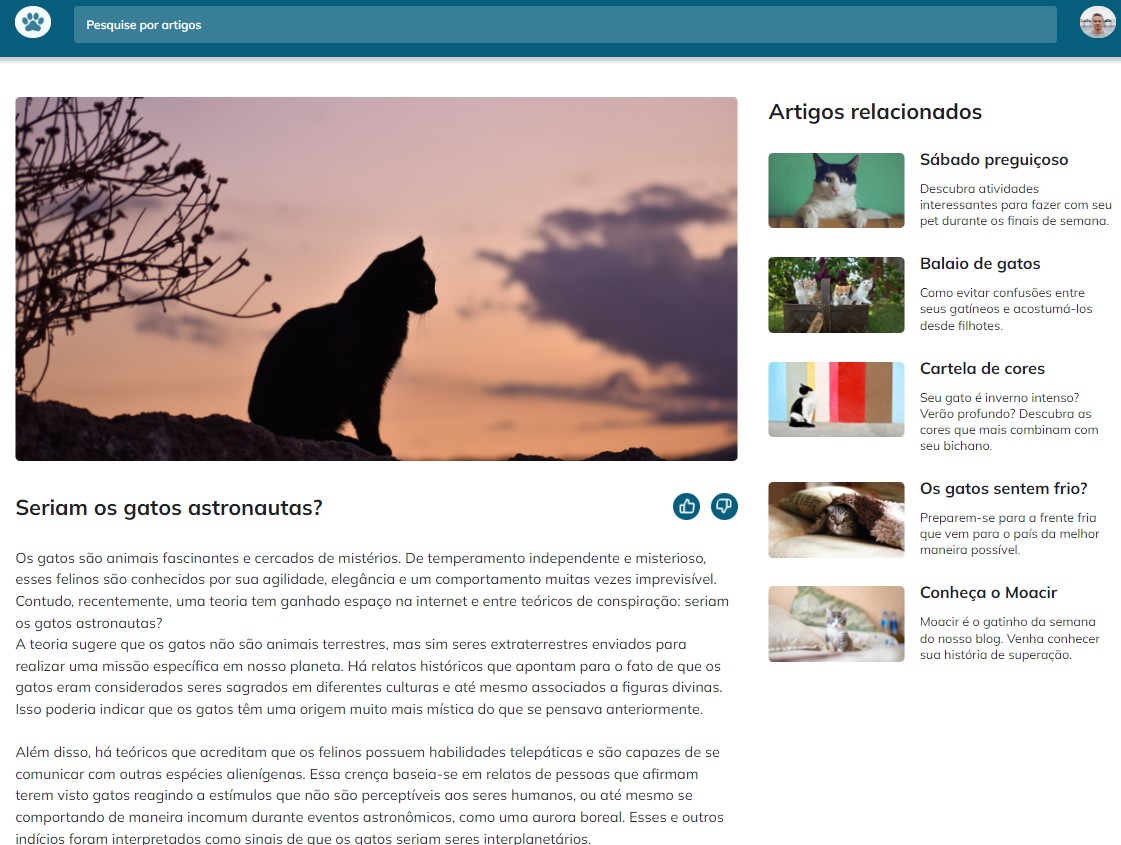 Pesquise por artigos
Seriam os gatos astronautas?
Os gatos são animais fascinantes e cercados de mistérios. De temperamento independente e misterioso,
esses felinos são conhecidos por sua agilidade, elegância e um comportamento muitas vezes imprevisível.
Contudo, recentemente, uma teoria tem ganhado espaço na internet e entre teóricos de conspiração: seriam
os gatos astronautas?
A teoria sugere que os gatos não são animais terrestres, mas sim seres extraterrestres enviados para
realizar uma missão específica em nosso planeta. Há relatos históricos que apontam para o fato de que os
gatos eram considerados seres sagrados em diferentes culturas e até mesmo associados a figuras divinas.
Isso poderia indicar que os gatos têm uma origem muito mais mística do que se pensava anteriormente.
Além disso, há teóricos que acreditam que os felinos possuem habilidades telepáticas e são capazes de se
comunicar com outras espécies alienígenas. Essa crença baseia-se em relatos de pessoas que afirmam
terem visto gatos reagindo a estímulos que não são perceptíveis aos seres humanos, ou até mesmo se
comportando de maneira incomum durante eventos astronômicos, como uma aurora boreal. Esses e outros
indícios foram interpretados como sinais de que os gatos seriam seres interplanetários.
Artigos relacionados
Sábado preguiçoso
Descubra atividades
interessantes para fazer com seu
pet durante os finais de semana.
Balaio de gatos
Como evitar confusões entre
seus gatíneos e acostumá-los
desde filhotes.
Cartela de cores
Seu gato é inverno intenso?
Verão profundo? Descubra as
cores que mais combinam com
seu bichano.
Os gatos sentem frio?
Preparem-se para a frente fria
que vem para o país da melhor
maneira possível.
Conheça o Moacir
Moacir é o gatinho da semana
do nosso blog. Venha conhecer
sua história de superação.